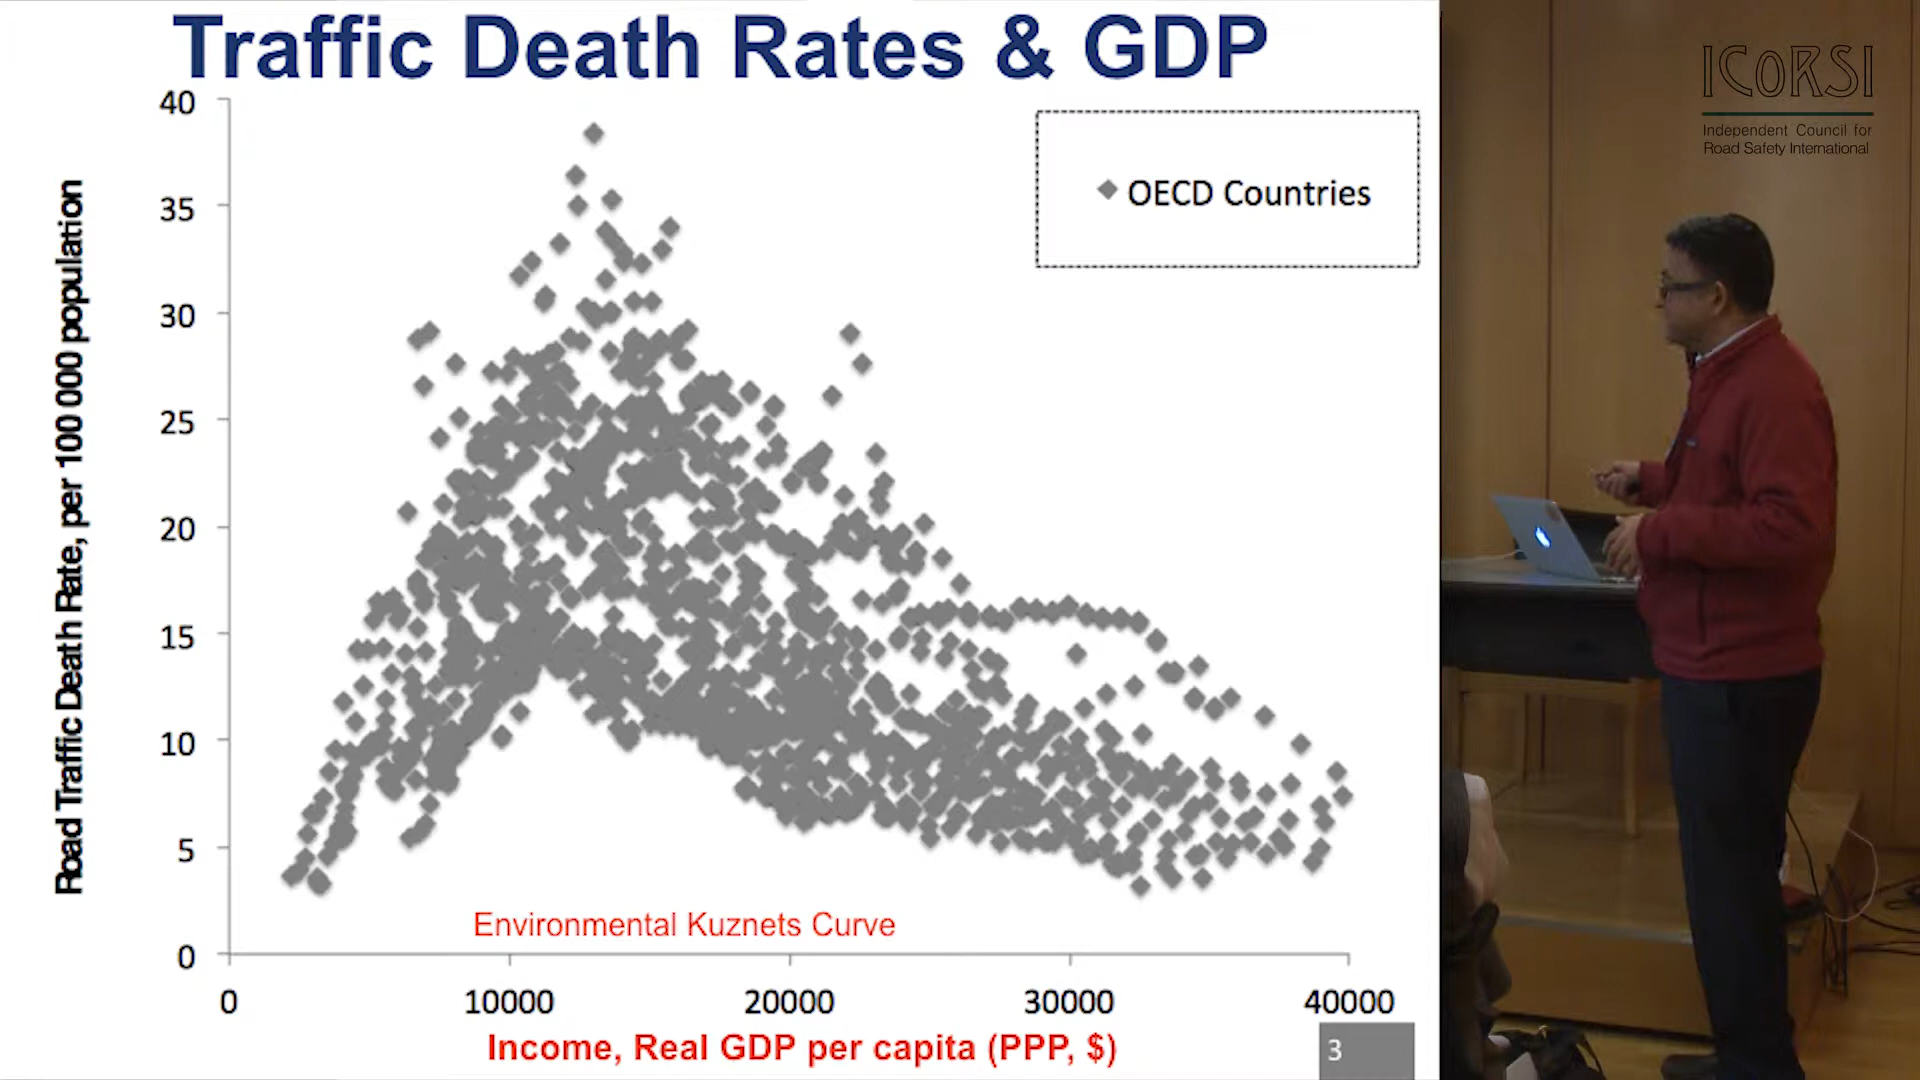 Traffic Death Rates & GDP
40
35
30
25
20
15
10
5
0
Road Traffic Death Rate, per 100 000 population
OECD Countries
Environmental Kuznets Curve
0 10000 20000 30000 40000
Income, Real GDP per capita (PPP, $)
3
ICoRSI
Independent Council for
Road Safety International